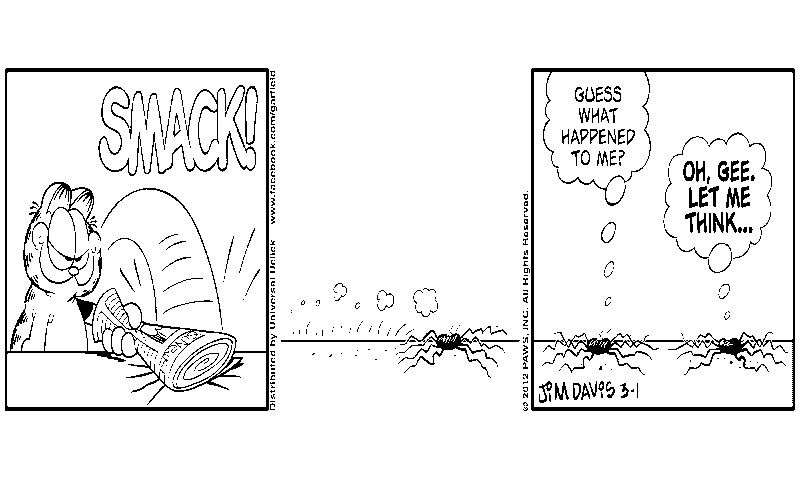 SMACK!
www.facebook.com/garfield
Distributed by Universal Uclick
© 2012 PAWS, INC. All Rights Reserved.
GUESS
WHAT
HAPPENED
TO ME?
OH, GEE.
LET ME
THINK...
JIM DAVIS 3-1